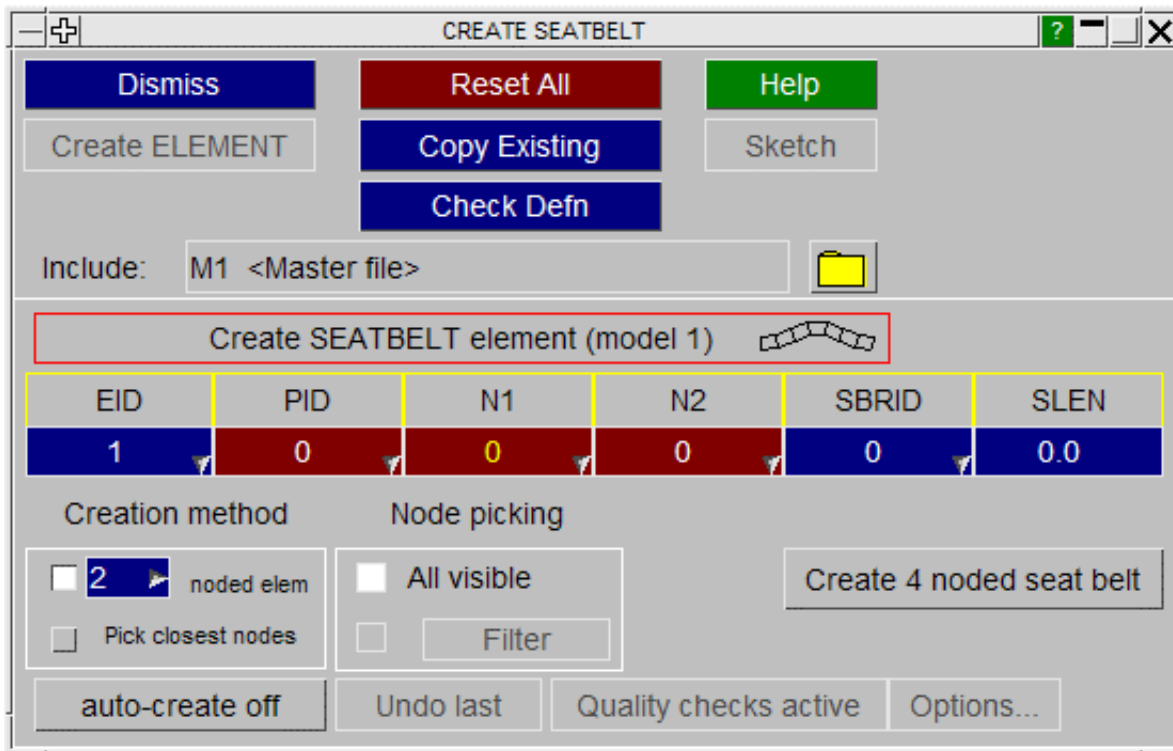 CREATE SEATBELT ?
Dismiss Reset All Help
Create ELEMENT Copy Existing Sketch
Check Defn
Include: M1 <Master file>
Create SEATBELT element (model 1)
EID PID N1 N2 SBRID SLEN
1 0 0 0 0 0.0
Creation method Node picking
2 noded elem All visible Create 4 noded seat belt
Pick closest nodes Filter
auto-create off Undo last Quality checks active Options...